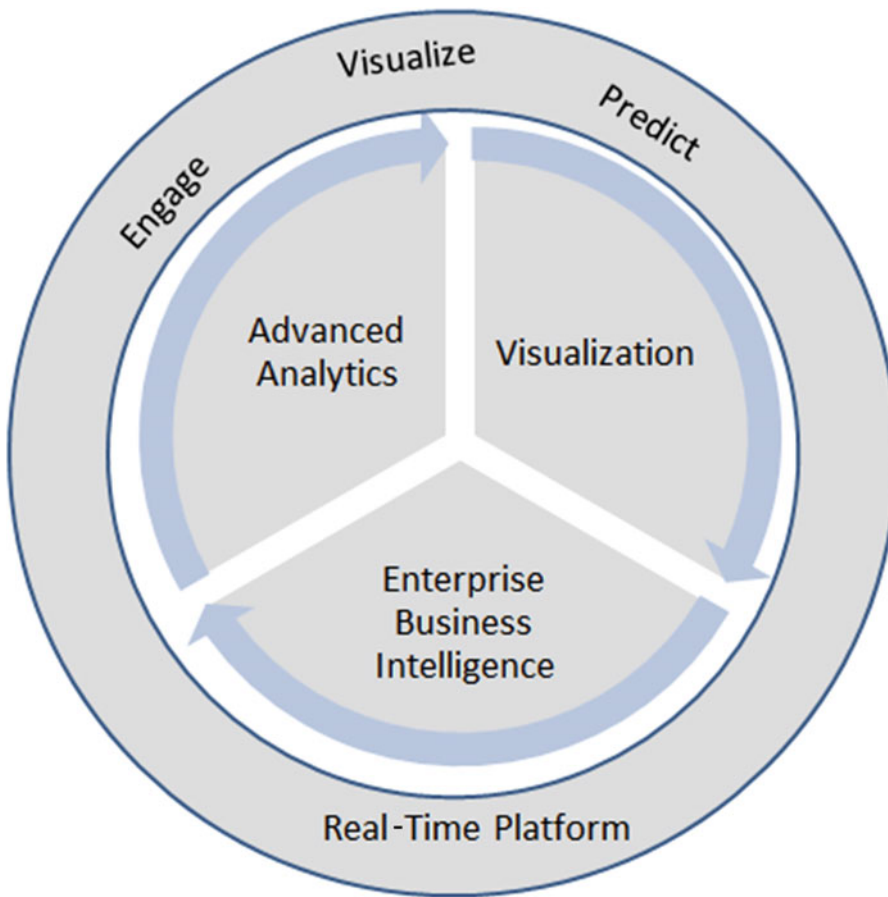 Visualize
Predict
Engage
Advanced
Analytics
Visualization
Enterprise
Business
Intelligence
Real-Time Platform